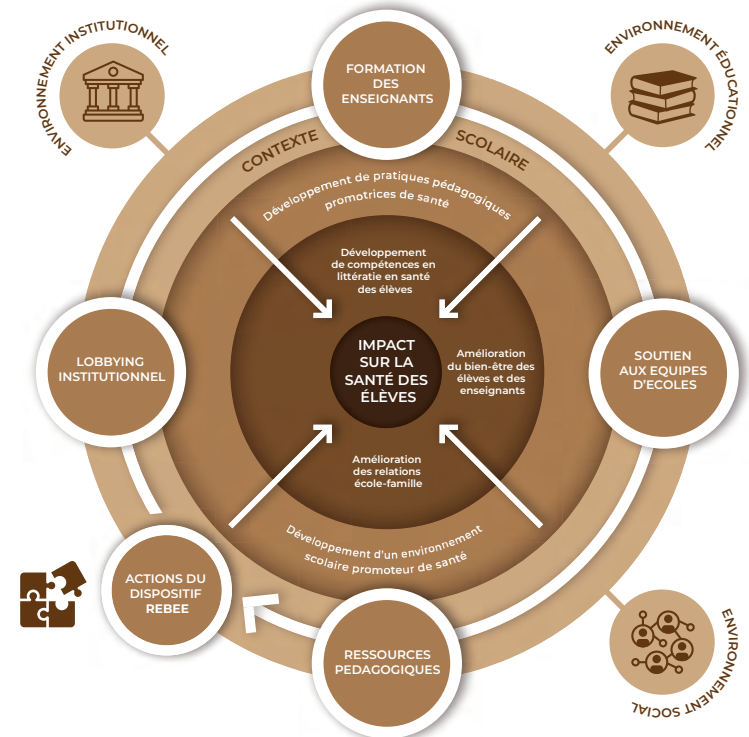 ENVIRONNEMENT INSTITUTIONNEL
FORMATION
DES
ENSEIGNANTS
ENVIRONNEMENT ÉDUCATIONNEL
CONTEXTE
SCOLAIRE
Développement de pratiques pédagogiques
promotrices de santé
Développement
de compétences en
littératie en santé
des élèves
LOBBYING
INSTITUTIONNEL
IMPACT
SUR LA
SANTÉ DES
ÉLÈVES
Amélioration
du bien-être des
élèves et des
enseignants
SOUTIEN
AUX EQUIPES
D'ECOLES
Amélioration
des relations
école-famille
Développement d'un environnement
scolaire promoteur de santé
ACTIONS DU
DISPOSITIF
REBEE
RESSOURCES
PEDAGOGIQUES
ENVIRONNEMENT SOCIAL